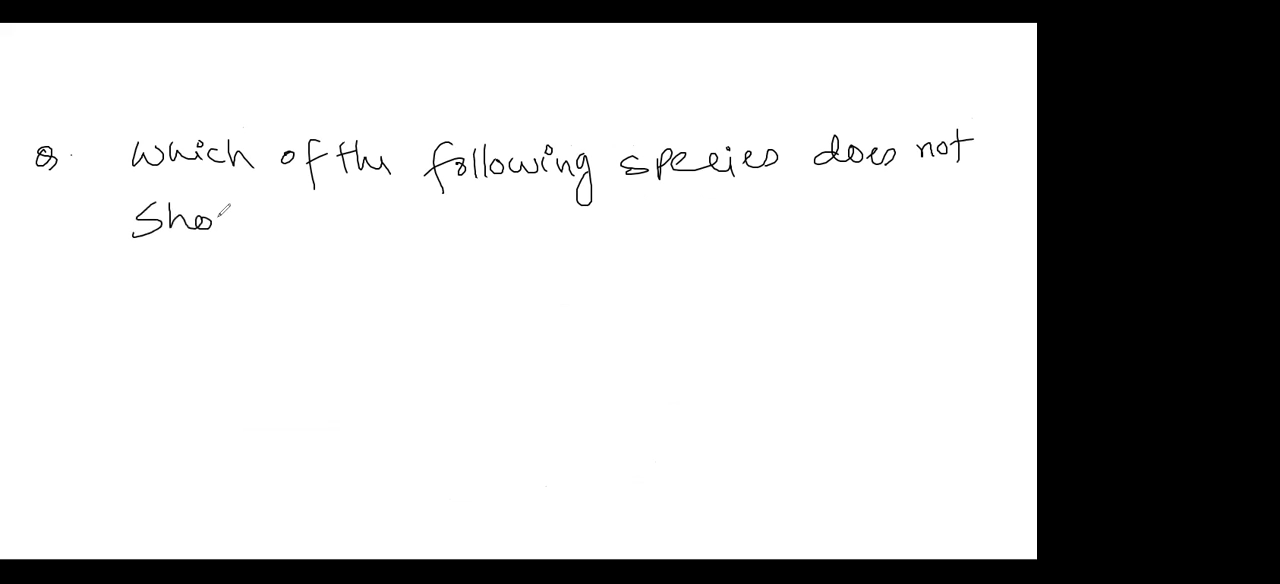 Q. Which of the following species does not
Sho